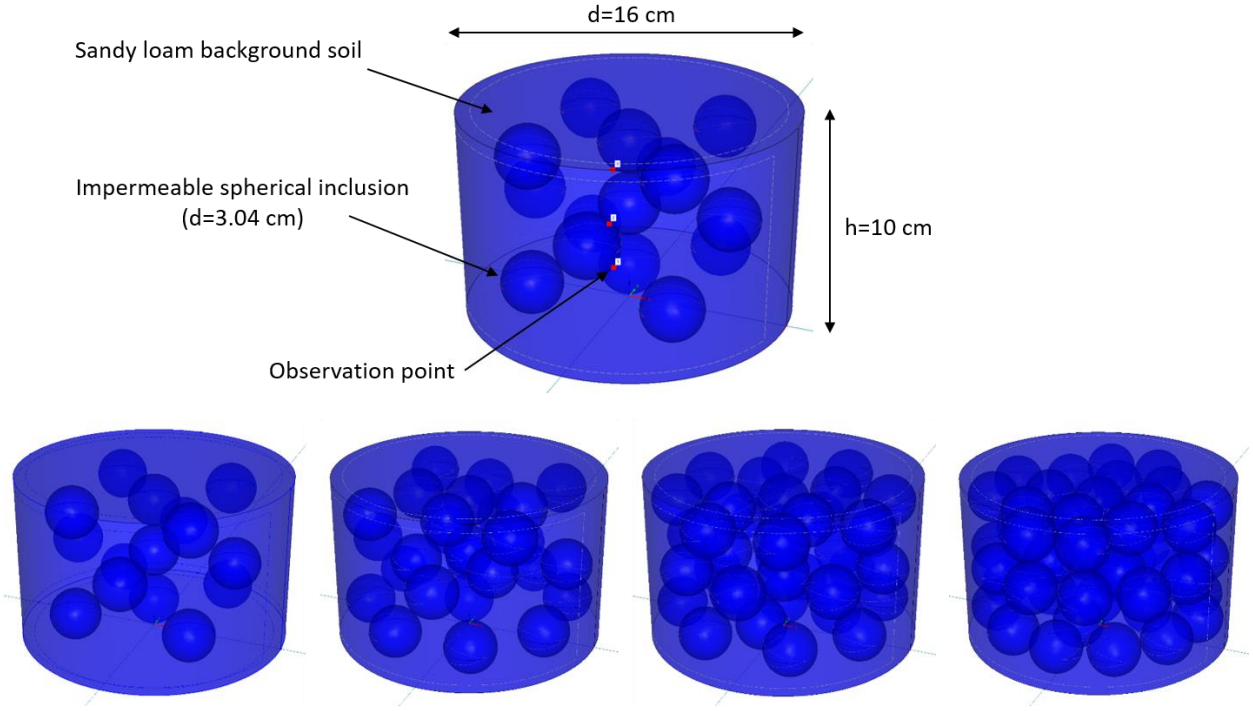 d=16 cm
Sandy loam background soil
Impermeable spherical inclusion
(d=3.04 cm)
h=10 cm
Observation point